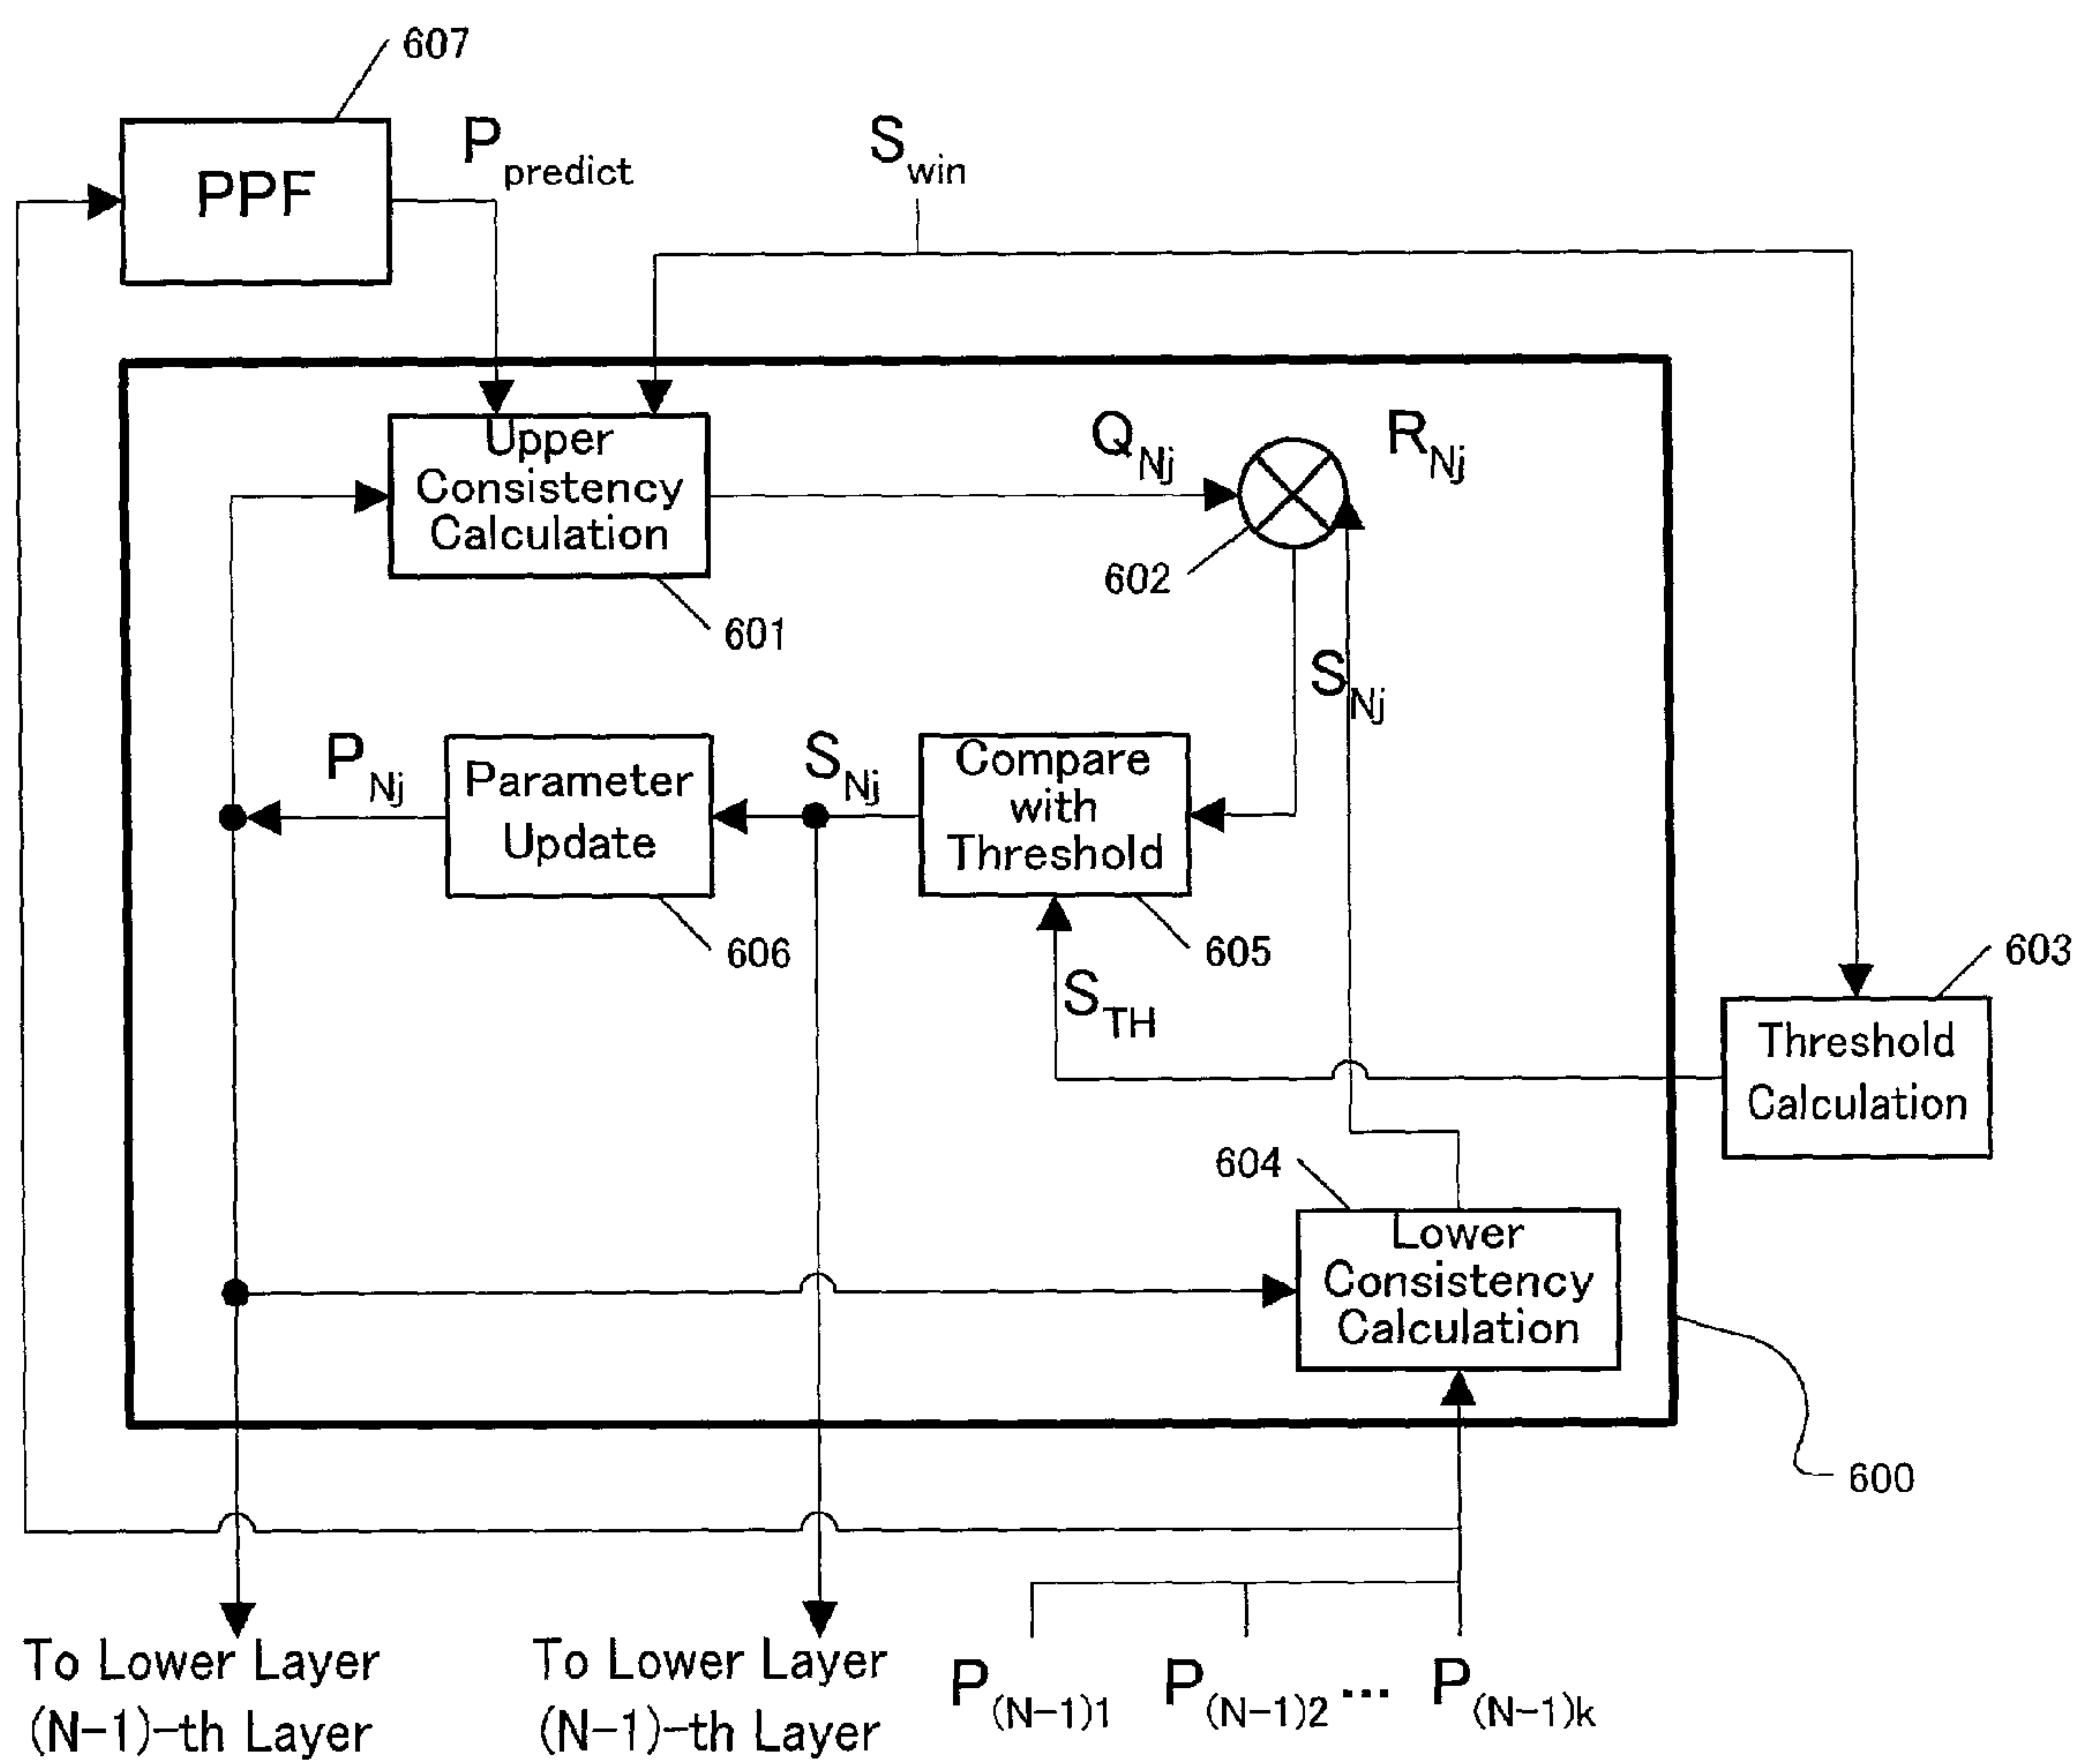 607
PPF
P predict
S win
Upper
Consistency
Calculation
Q Nj
R Nj
602
601
S Nj
P Nj
Parameter
Update
S Nj
Compare
with
Threshold
606
605
603
S TH
Threshold
Calculation
604
Lower
Consistency
Calculation
600
To Lower Layer
(N-1)-th Layer
To Lower Layer
(N-1)-th Layer
P (N-1)1 P (N-1)2 ... P (N-1)k